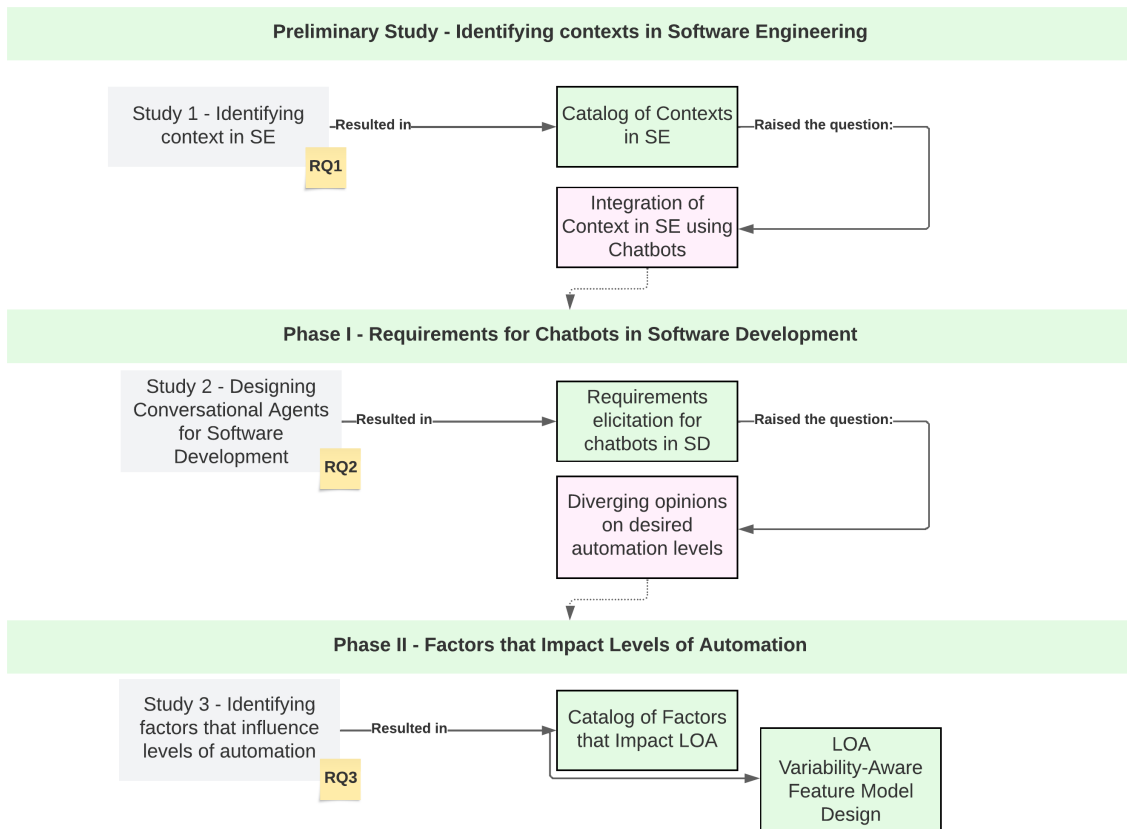 Preliminary Study - Identifying contexts in Software Engineering
Study 1 - Identifying
context in SE
RQ1
Resulted in
Catalog of Contexts
in SE
Raised the question:
Integration of
Context in SE using
Chatbots
Phase I - Requirements for Chatbots in Software Development
Study 2 - Designing
Conversational Agents
for Software
Development
RQ2
Resulted in
Requirements
elicitation for
chatbots in SD
Raised the question:
Diverging opinions
on desired
automation levels
Phase II - Factors that Impact Levels of Automation
Study 3 - Identifying
factors that influence
levels of automation
RQ3
Resulted in
Catalog of Factors
that Impact LOA
LOA
Variability-Aware
Feature Model
Design